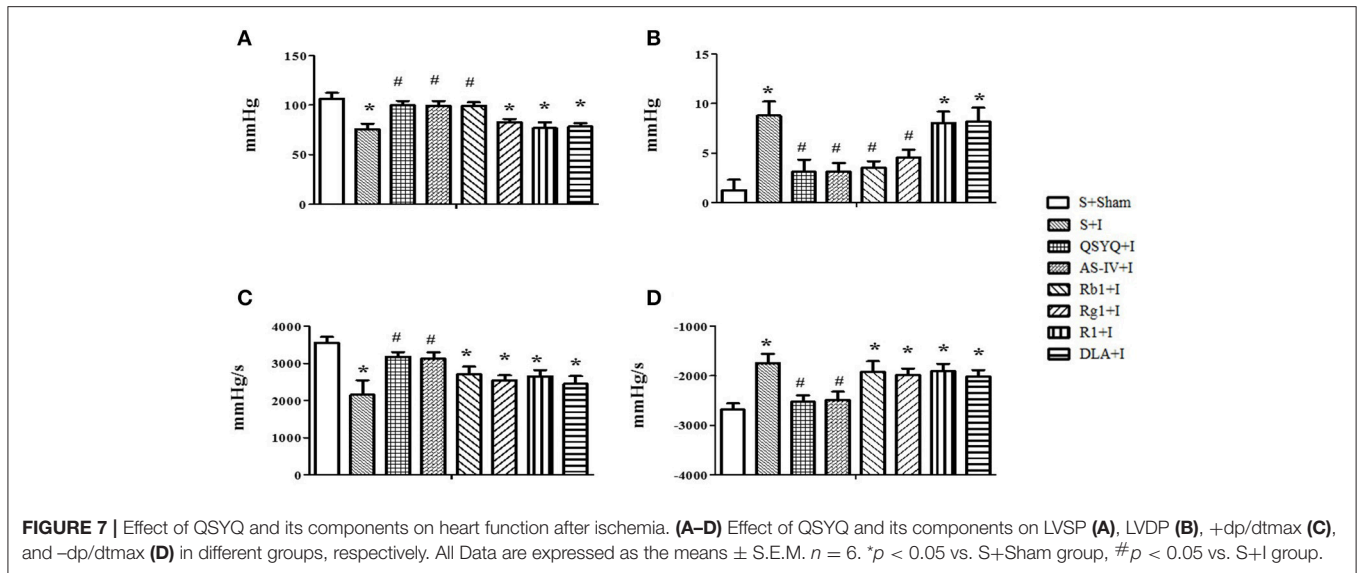 A
150
100
50
0
mmHg
* # # # * * *
B
15
10
5
0
mmHg
* # # # # * *
S+Sham
S+I
QSYQ+I
AS-IV+I
Rb1+I
Rg1+I
R1+I
DLA+I
C
4000
3000
2000
1000
0
mmHg/s
* # # * * * *
D
-1000
-2000
-3000
-4000
mmHg/s
* # # * * * *
FIGURE 7 | Effect of QSYQ and its components on heart function after ischemia. (A–D) Effect of QSYQ and its components on LVSP (A), LVDP (B), +dp/dtmax (C),
and –dp/dtmax (D) in different groups, respectively. All Data are expressed as the means ± S.E.M. n = 6. *p < 0.05 vs. S+Sham group, #p < 0.05 vs. S+I group.